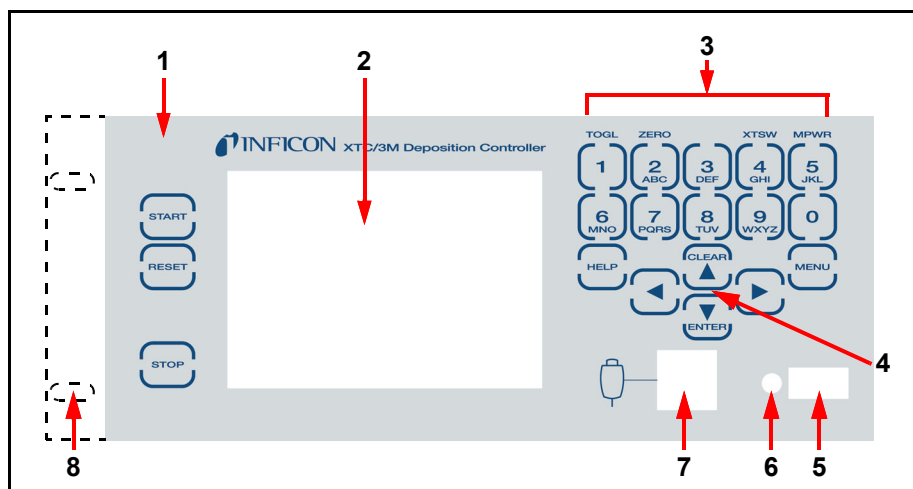 1
2
3
INFICON XTC/3M Deposition Controller
TOGL ZERO XTSW MPWR
1 2 ABC 3 DEF 4 GHI 5 JKL
6 MNO 7 PQRS 8 TUV 9 WXYZ 0
START
RESET
STOP
HELP CLEAR MENU
ENTER
4
8
7
6
5